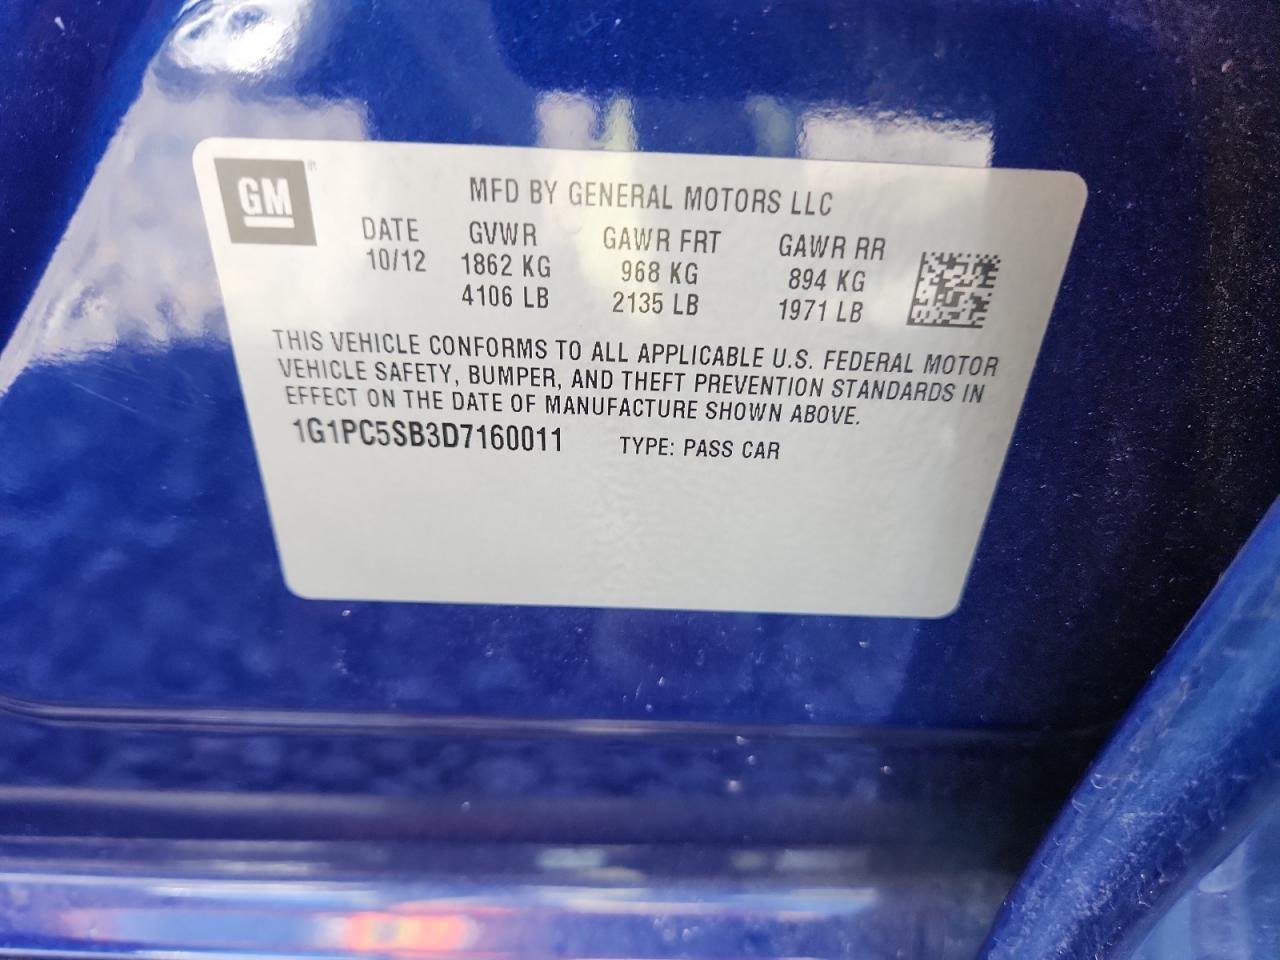 GM
MFD BY GENERAL MOTORS LLC
DATE GVWR GAWR FRT GAWR RR
10/12 1862 KG 968 KG 894 KG
4106 LB 2135 LB 1971 LB
THIS VEHICLE CONFORMS TO ALL APPLICABLE U.S. FEDERAL MOTOR
VEHICLE SAFETY, BUMPER, AND THEFT PREVENTION STANDARDS IN
EFFECT ON THE DATE OF MANUFACTURE SHOWN ABOVE.
1G1PC5SB3D7160011 TYPE: PASS CAR